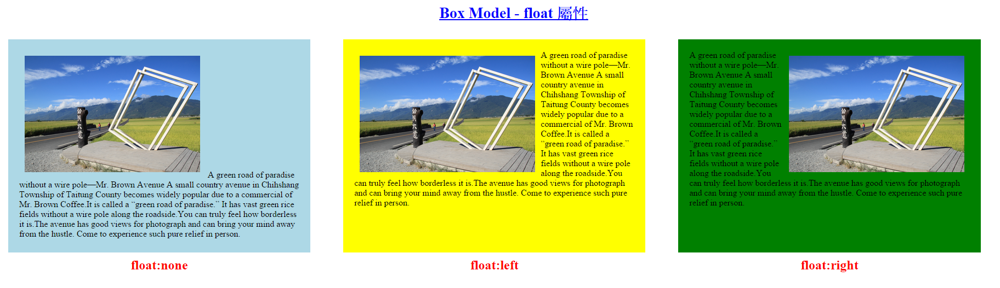 Box Model - float 屬性
伯朗大道
A green road of paradise
without a wire pole—Mr. Brown Avenue A small country avenue in Chihshang
Township of Taitung County becomes widely popular due to a commercial of
Mr. Brown Coffee.It is called a “green road of paradise.” It has vast green rice
fields without a wire pole along the roadside.You can truly feel how borderless
it is.The avenue has good views for photograph and can bring your mind away
from the hustle. Come to experience such pure relief in person.
float:none
伯朗大道
A green road of paradise
without a wire pole—Mr.
Brown Avenue A small
country avenue in
Chihshang Township of
Taitung County becomes
widely popular due to a
commercial of Mr. Brown
Coffee.It is called a
“green road of paradise.”
It has vast green rice
fields without a wire pole
along the roadside.You
can truly feel how borderless it is.The avenue has good views for photograph
and can bring your mind away from the hustle. Come to experience such pure
relief in person.
float:left
A green road of paradise
without a wire pole—Mr.
Brown Avenue A small
country avenue in
Chihshang Township of
Taitung County becomes
widely popular due to a
commercial of Mr. Brown
Coffee.It is called a
“green road of paradise.”
It has vast green rice
fields without a wire pole
along the roadside.You
伯朗大道
can truly feel how borderless it is.The avenue has good views for photograph
and can bring your mind away from the hustle. Come to experience such pure
relief in person.
float:right